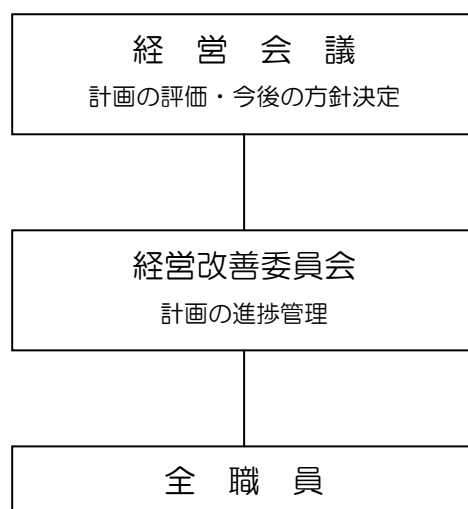 経　営　会　議
計画の評価・今後の方針決定
経営改善委員会
計画の進捗管理
全　職　員